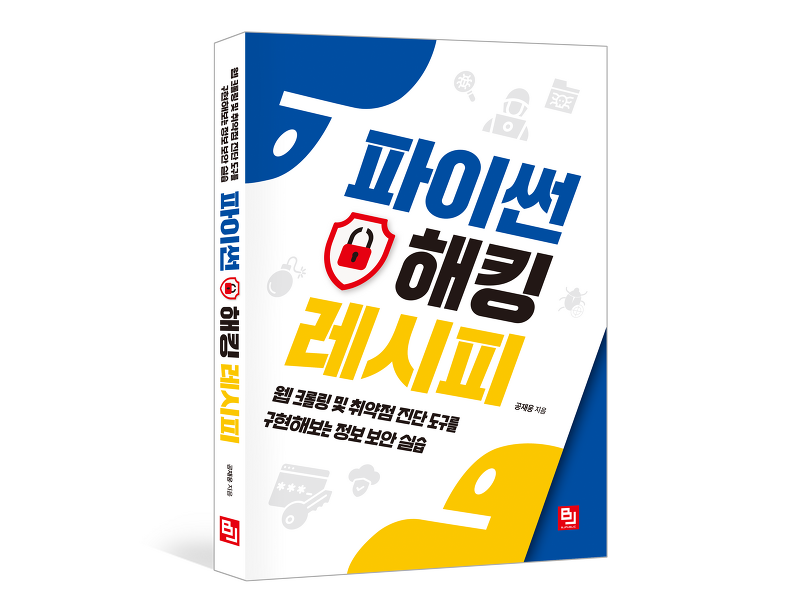 파이썬
해킹
레시피
공재웅 지음
웹 크롤링 및 취약점 진단 도구를
구현해보는 정보 보안 실습
BJ
웹 크롤링 및 취약점 진단 도구를
구현해보는 정보 보안 실습
파이썬 해킹 레시피
공재웅 지음
BJ